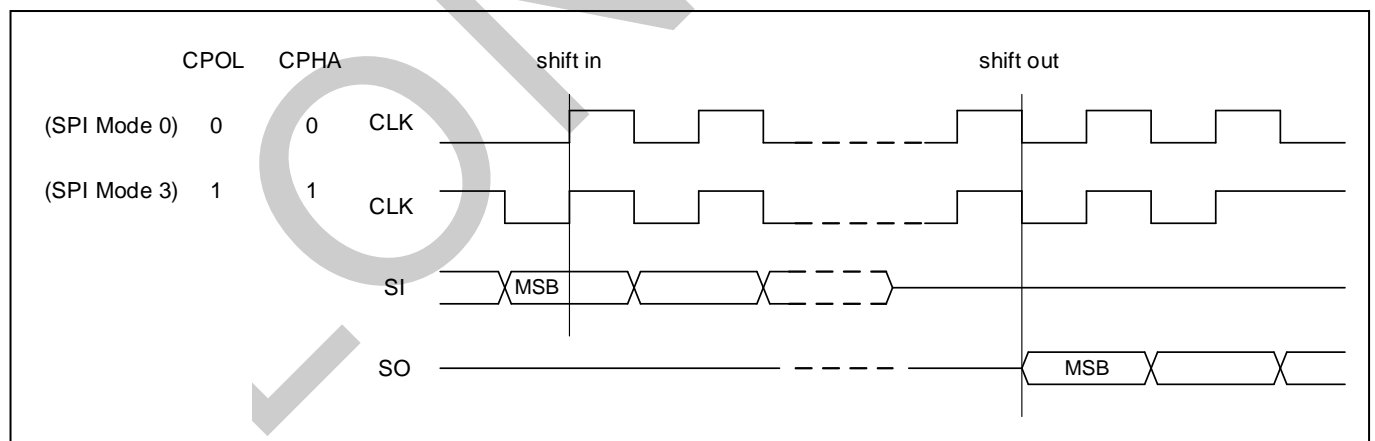 CPOL CPHA shift in shift out
(SPI Mode 0) 0 0 CLK
(SPI Mode 3) 1 1 CLK
SI MSB
SO MSB